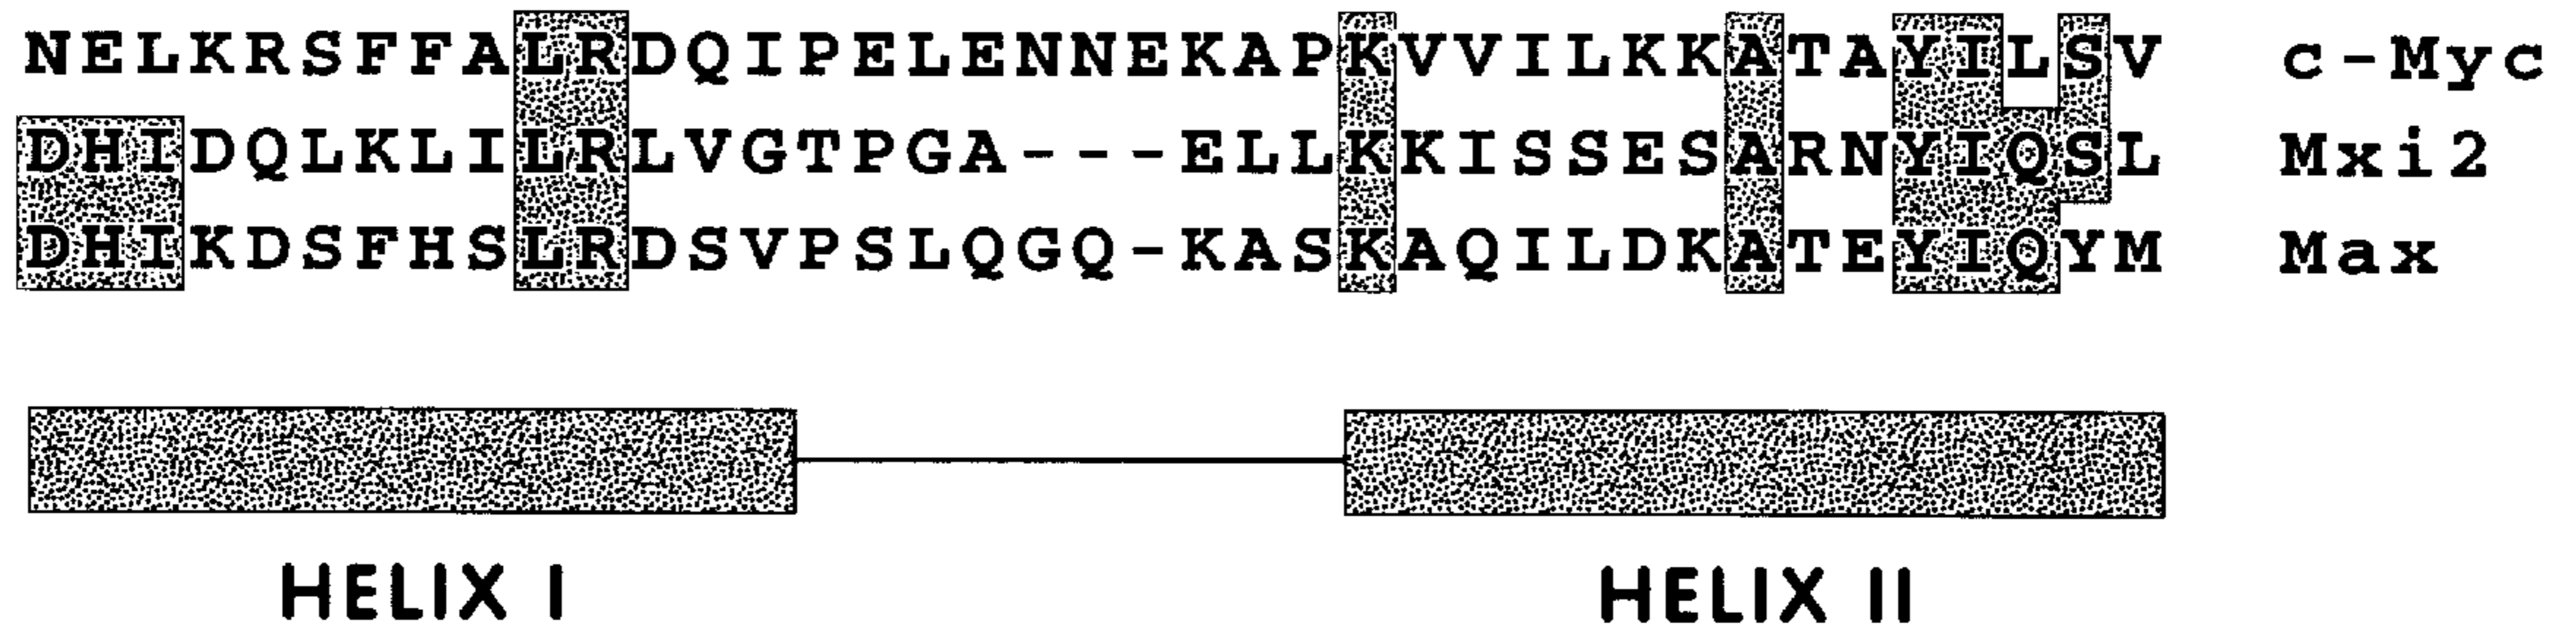 NELKRSFFALRDQIPELENNEKAPKVVILKKATAYILSV c-Myc
DHIDQLKLILRLVGTPGA---ELLKKISSESARNYIQSL Mxi2
DHIKDSFHSLRDSVPSLQGQ-KASKAQILDKATEYIQYM Max
HELIX I HELIX II